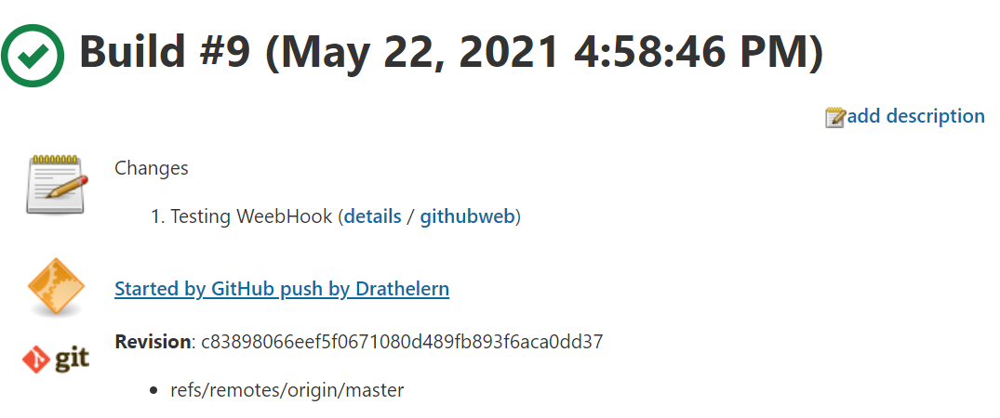 Build #9 (May 22, 2021 4:58:46 PM)
add description
Changes
1. Testing WeebHook (details / githubweb)
Started by GitHub push by Drathelern
Revision: c83898066eef5f0671080d489fb893f6aca0dd37
git
• refs/remotes/origin/master